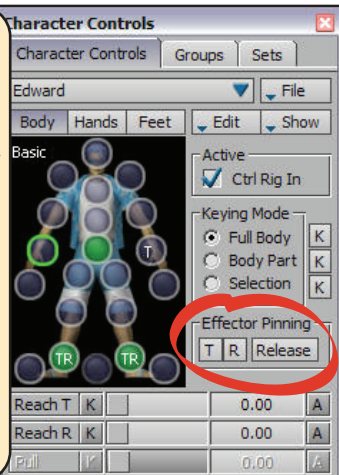 Character Controls
Character Controls Groups Sets
Edward File
Body Hands Feet Edit Show
Basic
Active
Ctrl Rig In
Keying Mode
Full Body K
Body Part K
Selection K
T
Effector Pinning
T R Release
TR TR
Reach T K 0.00 A
Reach R K 0.00 A
Pull K 0.00 A